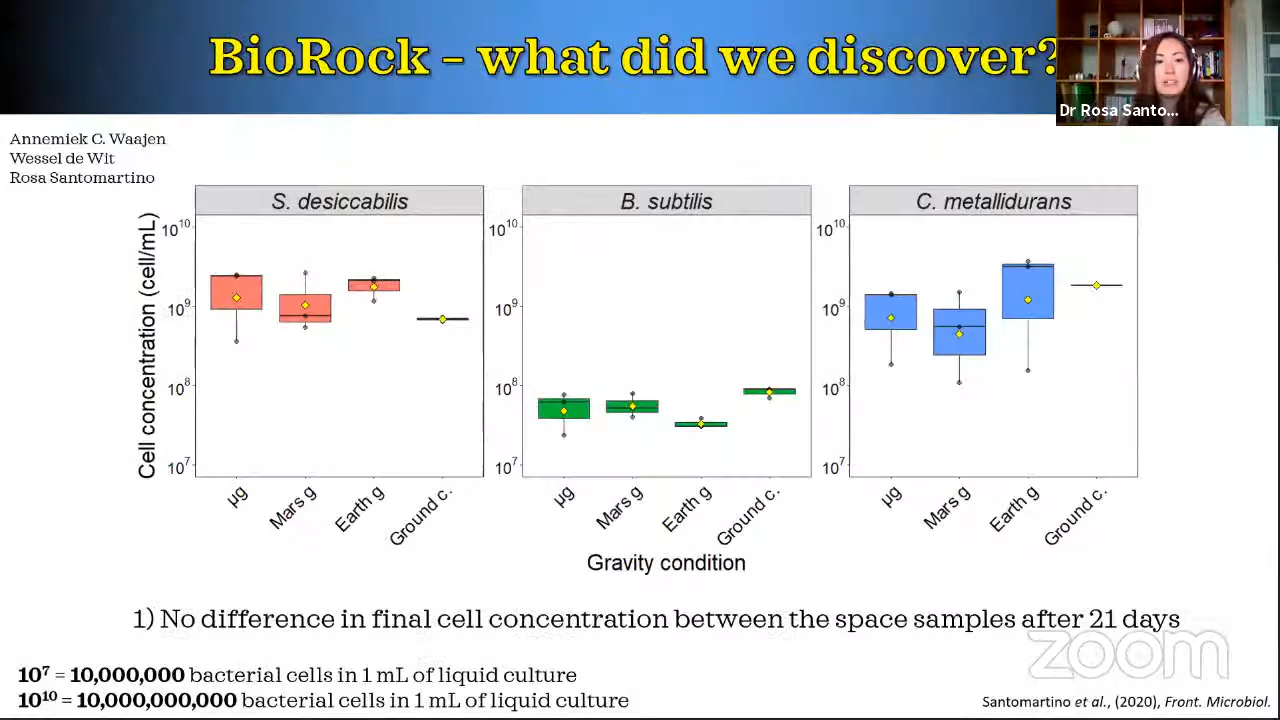 BioRock – what did we discover?
Dr Rosa Santo...
Annemiek C. Waajen
Wessel de Wit
Rosa Santomartino
S. desiccabilis
B. subtilis
C. metallidurans
Cell concentration (cell/mL)
10¹⁰
10⁹
10⁸
10⁷
10¹⁰
10⁹
10⁸
10⁷
10¹⁰
10⁹
10⁸
10⁷
µg
Mars g
Earth g
Ground c.
µg
Mars g
Earth g
Ground c.
µg
Mars g
Earth g
Ground c.
Gravity condition
1) No difference in final cell concentration between the space samples after 21 days
zoom
10⁷ = 10,000,000 bacterial cells in 1 mL of liquid culture
10¹⁰ = 10,000,000,000 bacterial cells in 1 mL of liquid culture
Santomartino et al., (2020), Front. Microbiol.